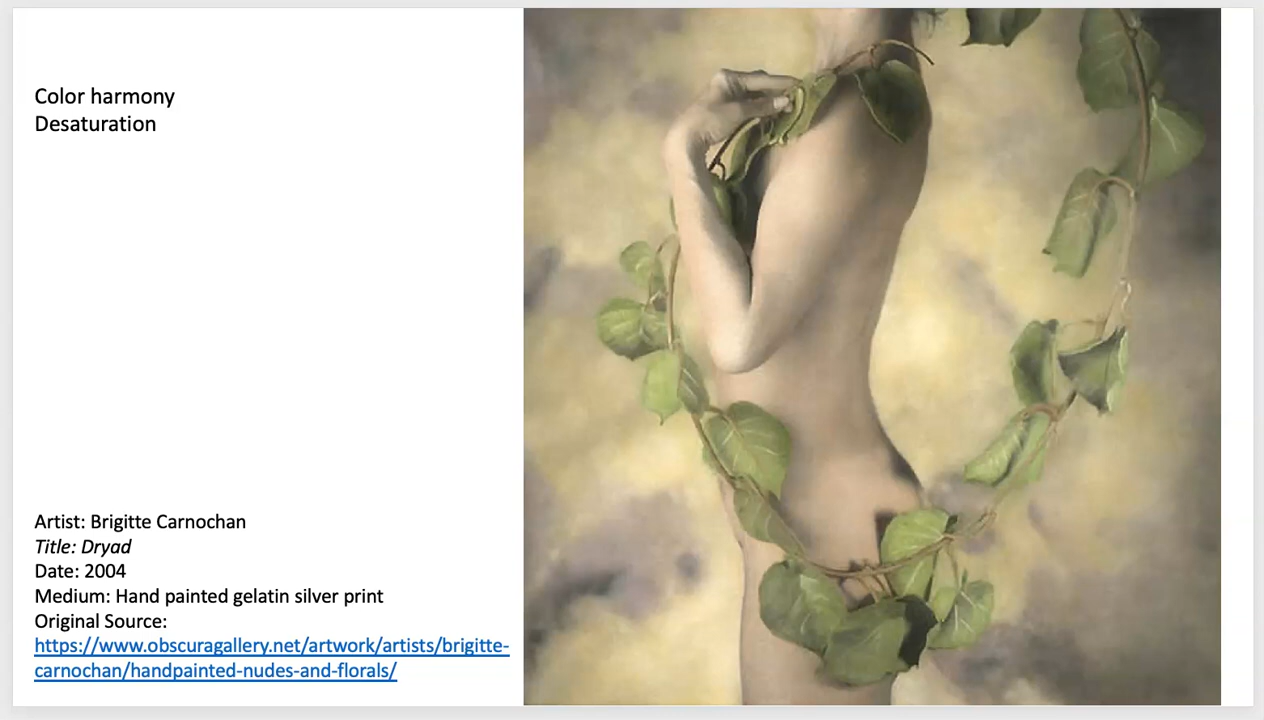 Color harmony
Desaturation
Artist: Brigitte Carnochan
Title: Dryad
Date: 2004
Medium: Hand painted gelatin silver print
Original Source:
https://www.obscuragallery.net/artwork/artists/brigitte-
carnochan/handpainted-nudes-and-florals/